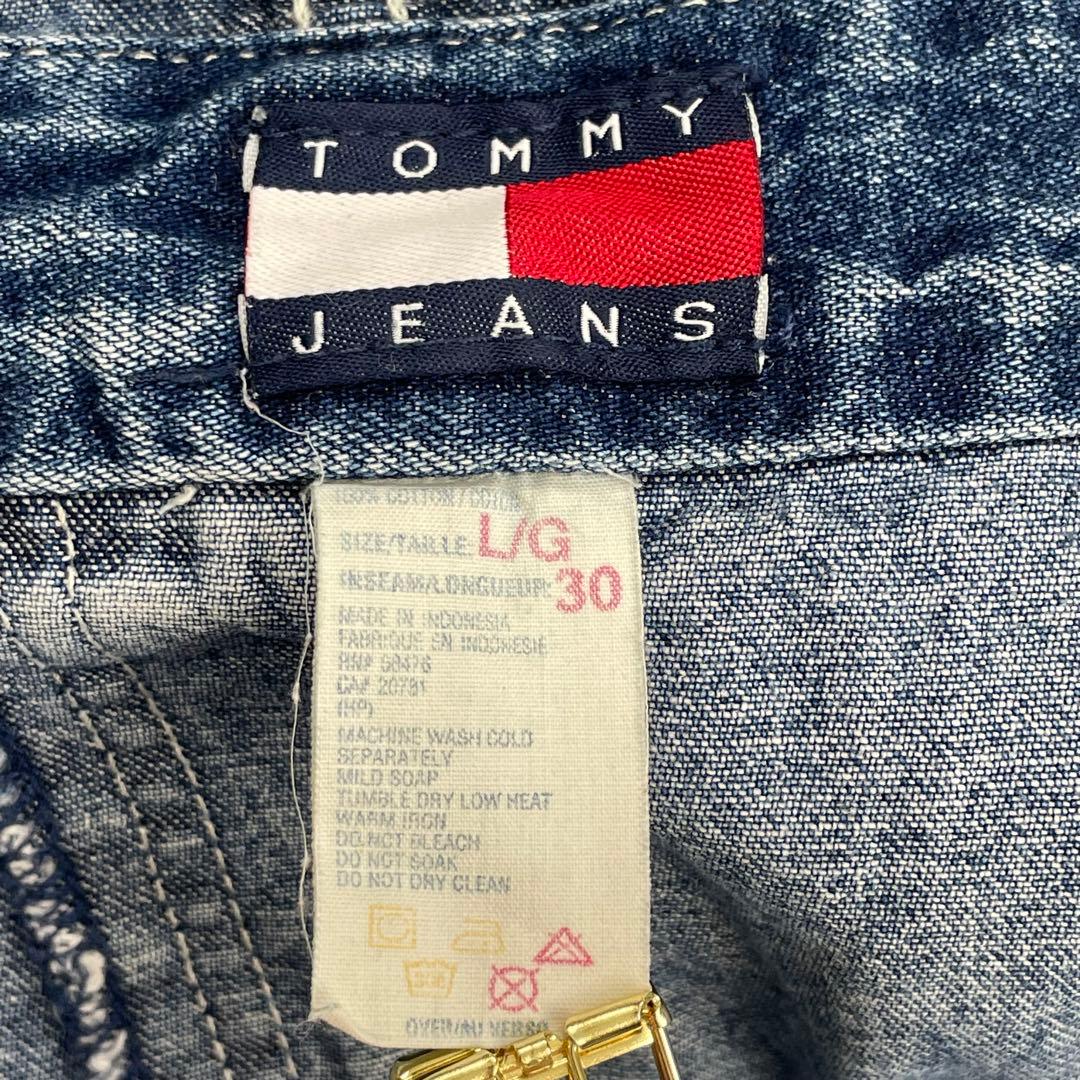 TOMMY
JEANS
100% COTTON / COTON
SIZE/TAILLE: L/G
INSEAM/LONGUEUR: 30
MADE IN INDONESIA
FABRIQUE EN INDONESIE
RN# 58476
CA# 20781
(HP)
MACHINE WASH COLD
SEPARATELY
MILD SOAP
TUMBLE DRY LOW HEAT
WARM IRON
DO NOT BLEACH
DO NOT SOAK
DO NOT DRY CLEAN
OVER/AU VERSO